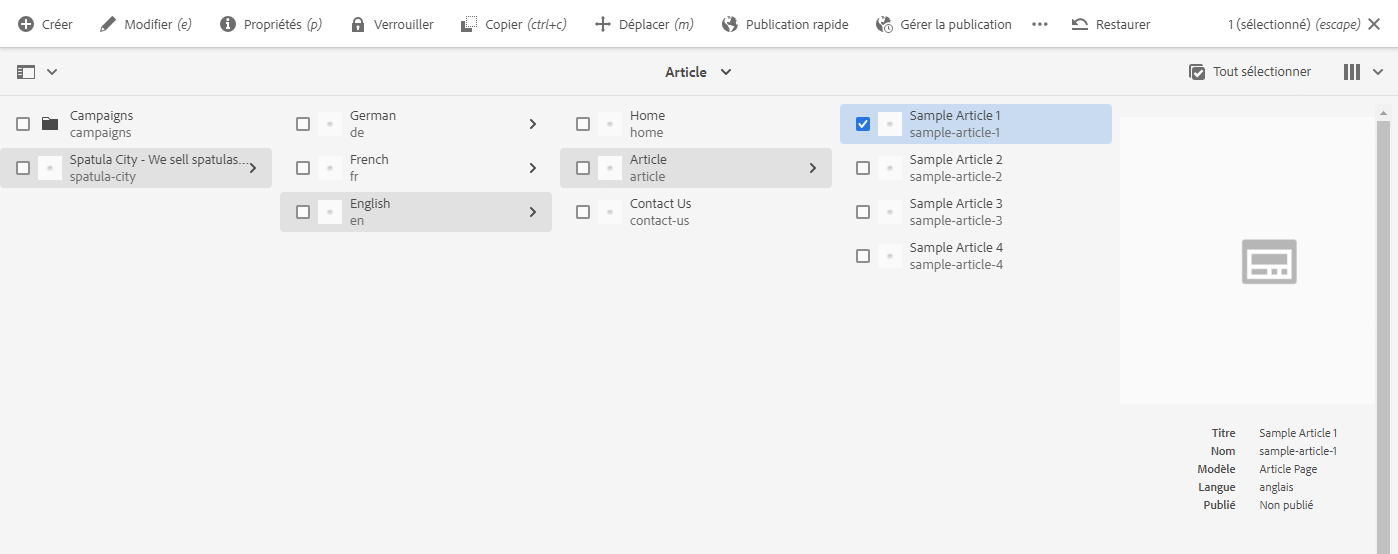 Créer Modifier (e) Propriétés (p) Verrouiller Copier (ctrl+c) Déplacer (m) Publication rapide Gérer la publication Restaurer 1 (sélectionné) (escape)
Article Tout sélectionner
Campaigns
campaigns
Spatula City - We sell spatulas...
spatula-city
German
de
French
fr
English
en
Home
home
Article
article
Contact Us
contact-us
Sample Article 1
sample-article-1
Sample Article 2
sample-article-2
Sample Article 3
sample-article-3
Sample Article 4
sample-article-4
Titre Sample Article 1
Nom sample-article-1
Modèle Article Page
Langue anglais
Publié Non publié